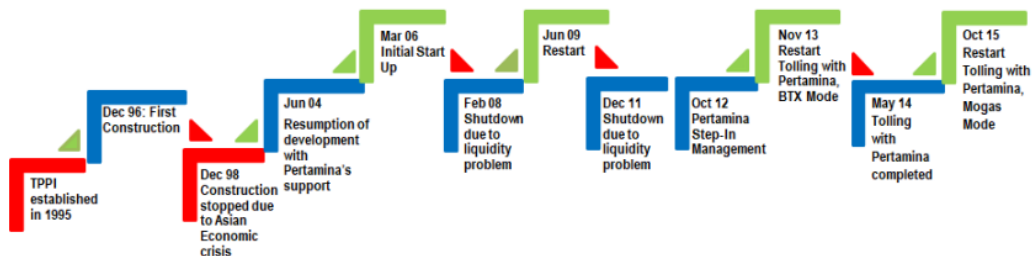 TPPI
established
in 1995
Dec 96: First
Construction
Dec 98
Construction
stopped due
to Asian
Economic
crisis
Jun 04
Resumption of
development
with
Pertamina's
support
Mar 06
Initial Start
Up
Feb 08
Shutdown
due to
liquidity
problem
Jun 09
Restart
Dec 11
Shutdown
due to
liquidity
problem
Oct 12
Pertamina
Step-In
Management
Nov 13
Restart
Tolling with
Pertamina,
BTX Mode
May 14
Tolling
with
Pertamina
completed
Oct 15
Restart
Tolling with
Pertamina,
Mogas
Mode